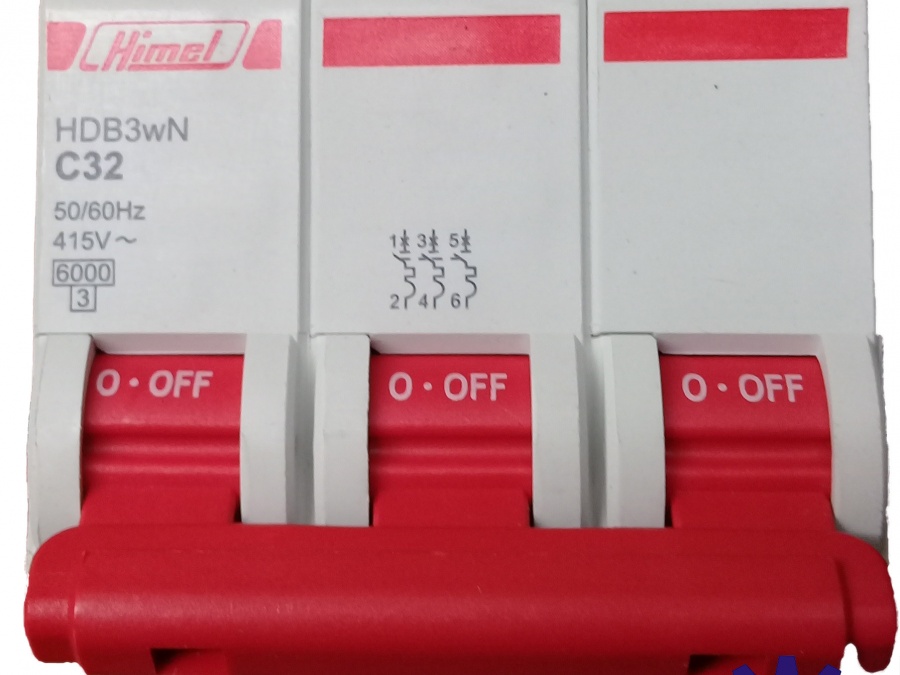 Himel
HDB3wN
C32
50/60Hz
415V~
6000
3
1 3 5
2 4 6
O · OFF
O · OFF
O · OFF